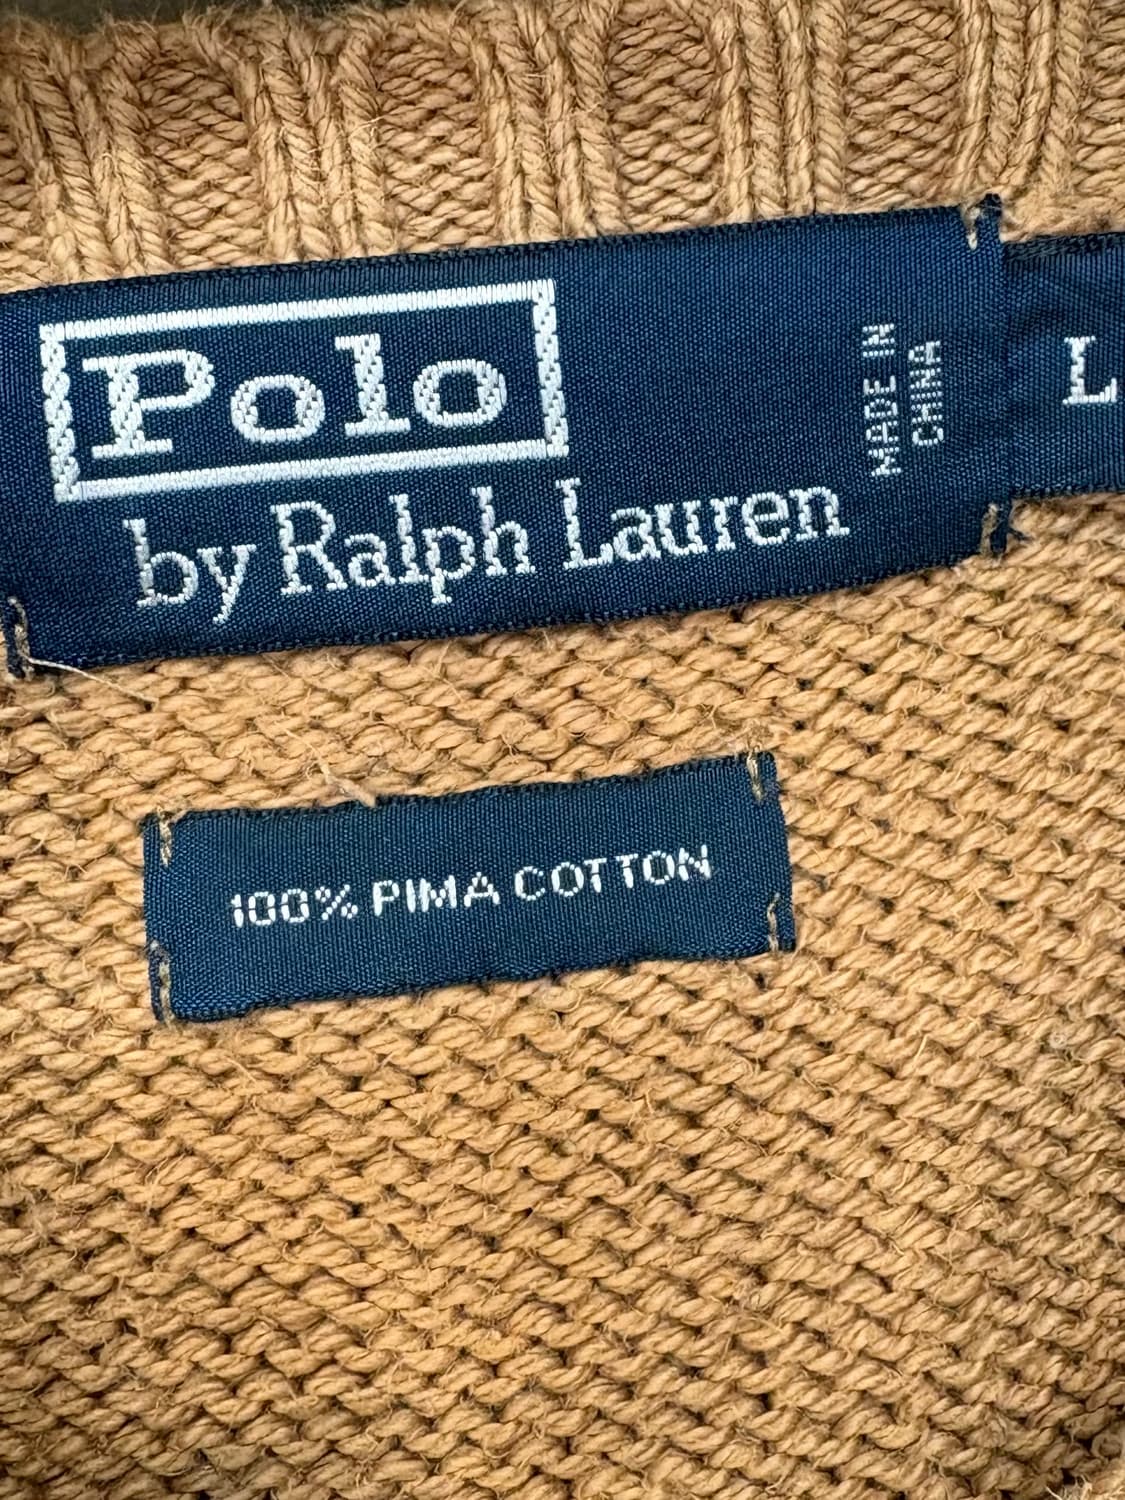 Polo
by Ralph Lauren
MADE IN
CHINA
L
100% PIMA COTTON